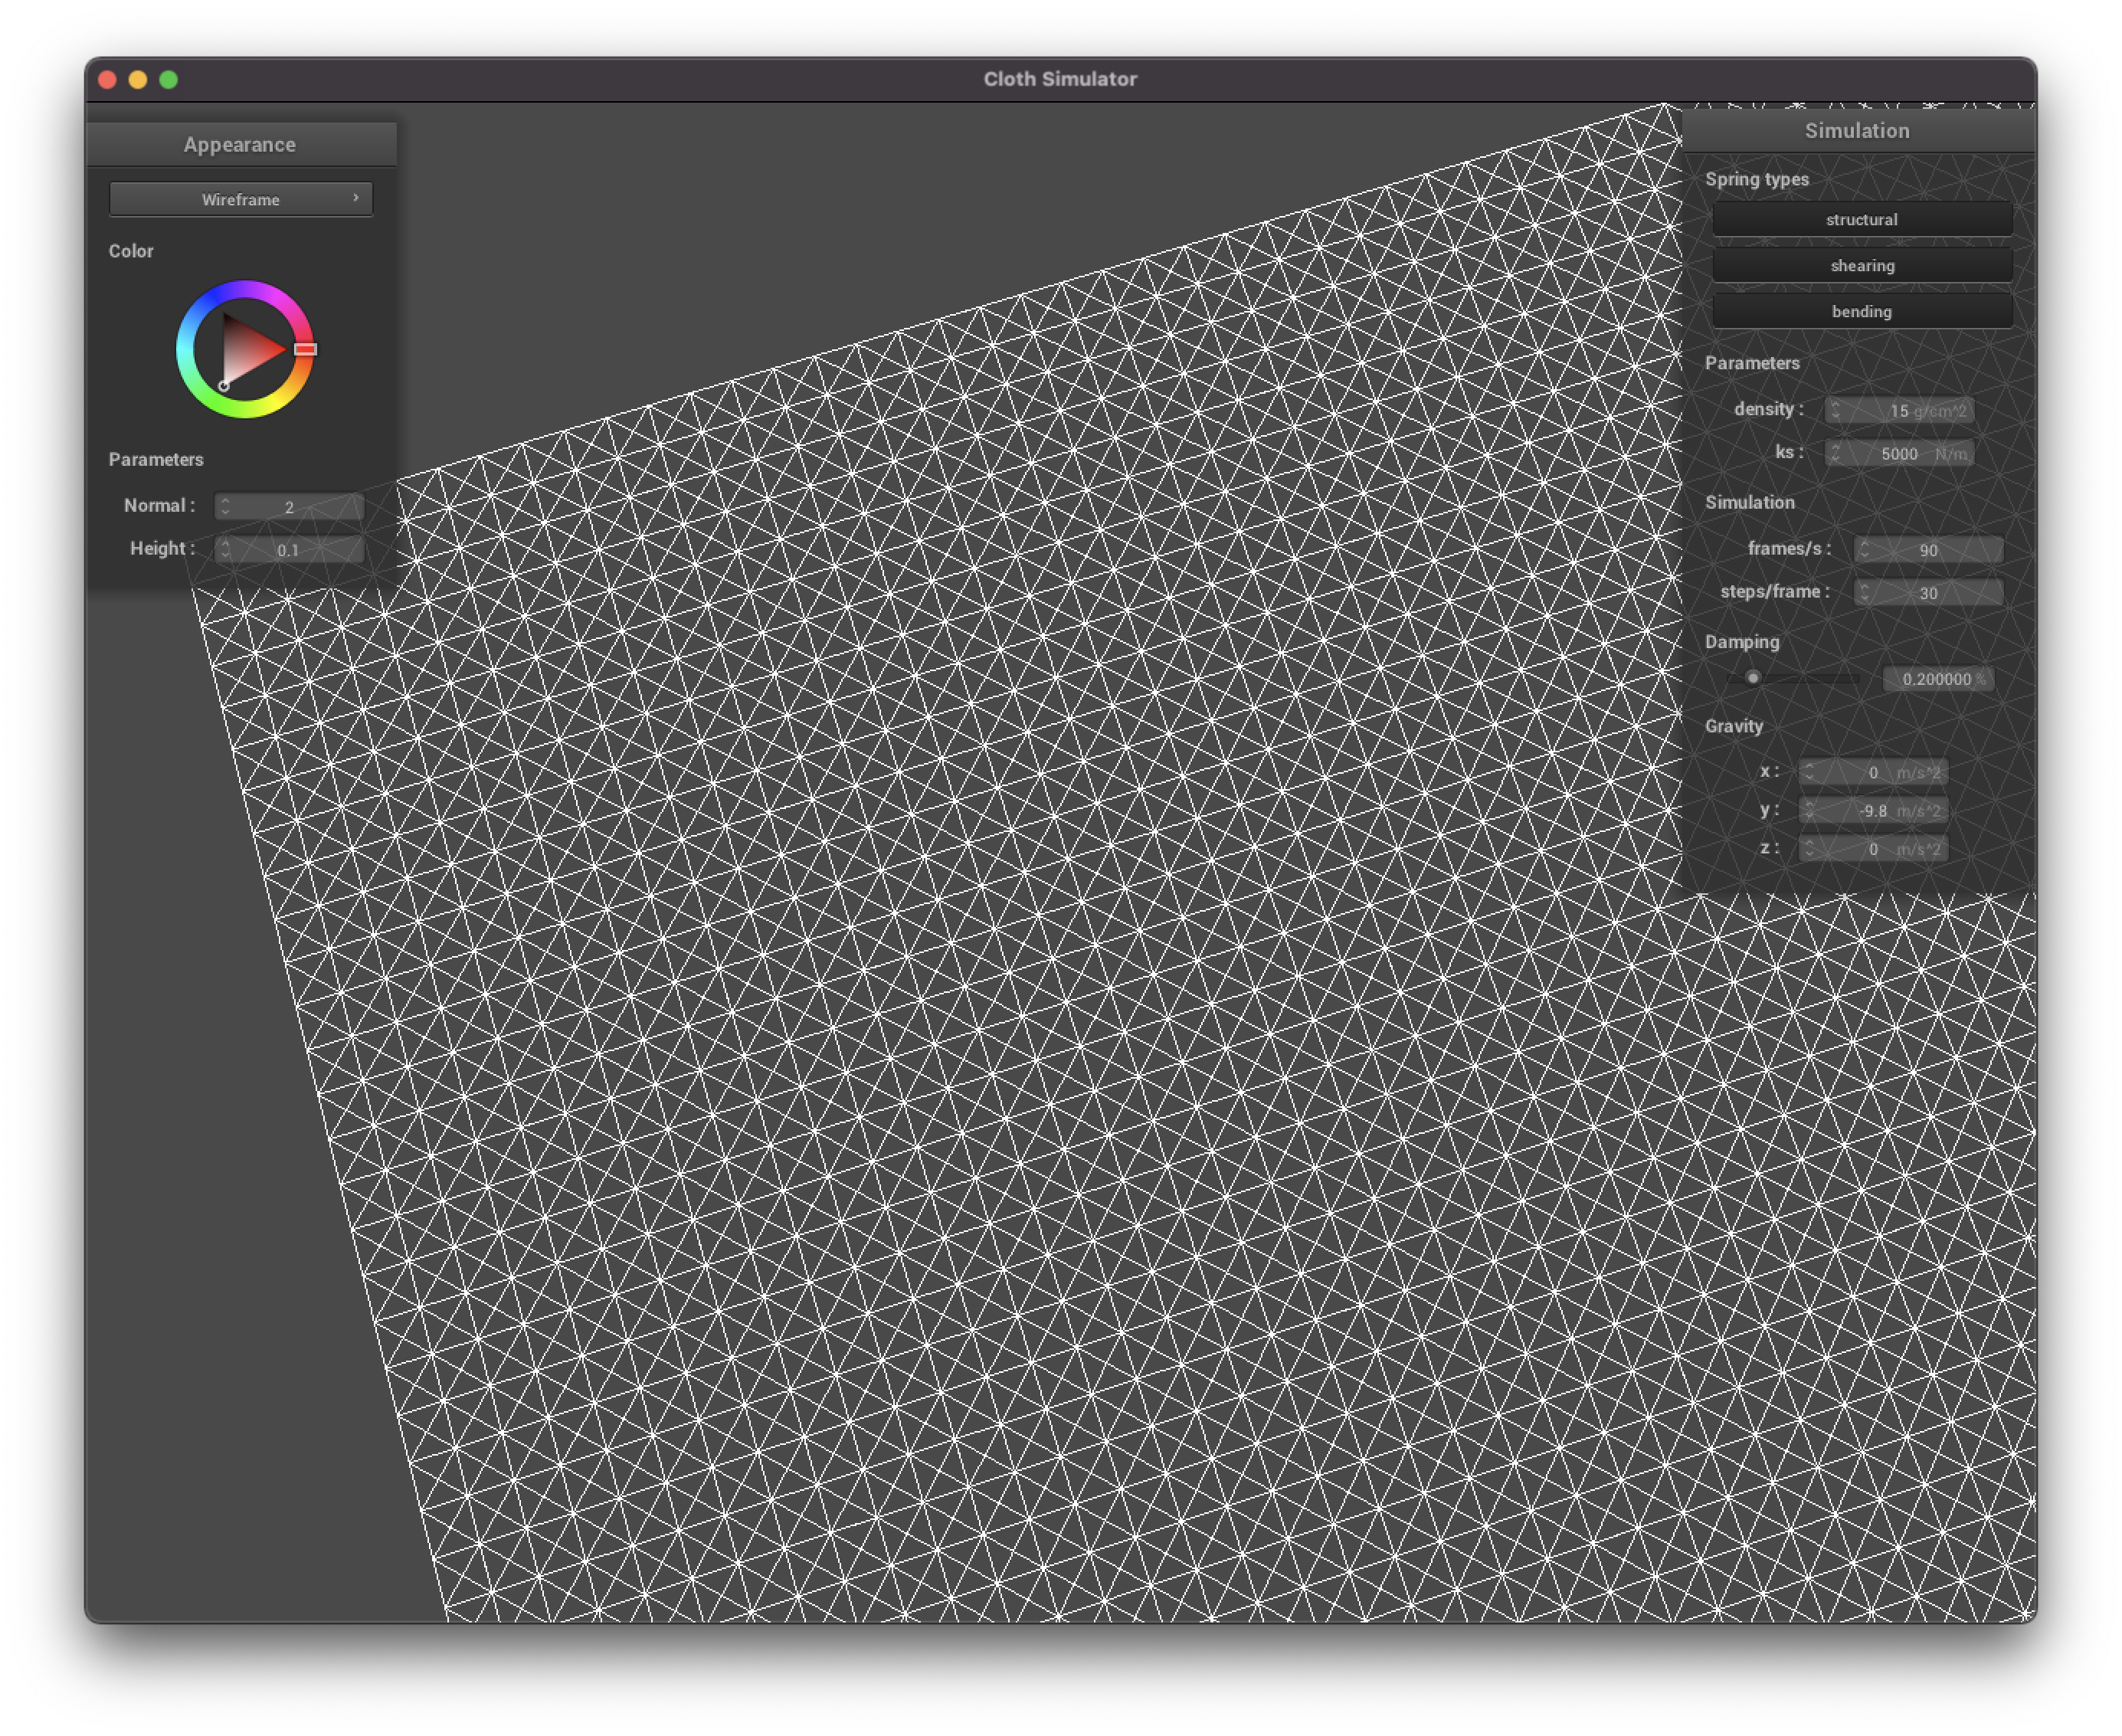 Cloth Simulator
Appearance
Wireframe
Color
Parameters
Normal : 2
Height : 0.1
Simulation
Spring types
structural
shearing
bending
Parameters
density : 15 g/cm^2
ks : 5000 N/m
Simulation
frames/s : 90
steps/frame : 30
Damping
0.200000 %
Gravity
x : 0 m/s^2
y : -9.8 m/s^2
z : 0 m/s^2